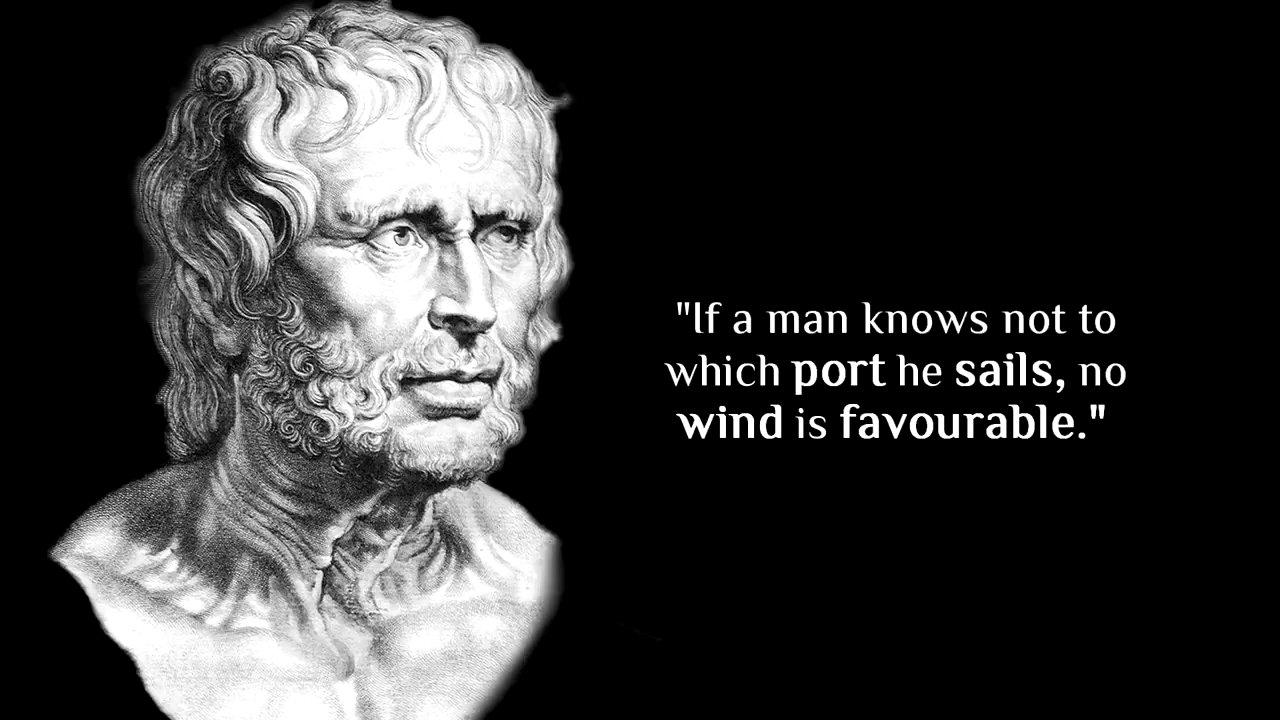 "If a man knows not to
which port he sails, no
wind is favourable."